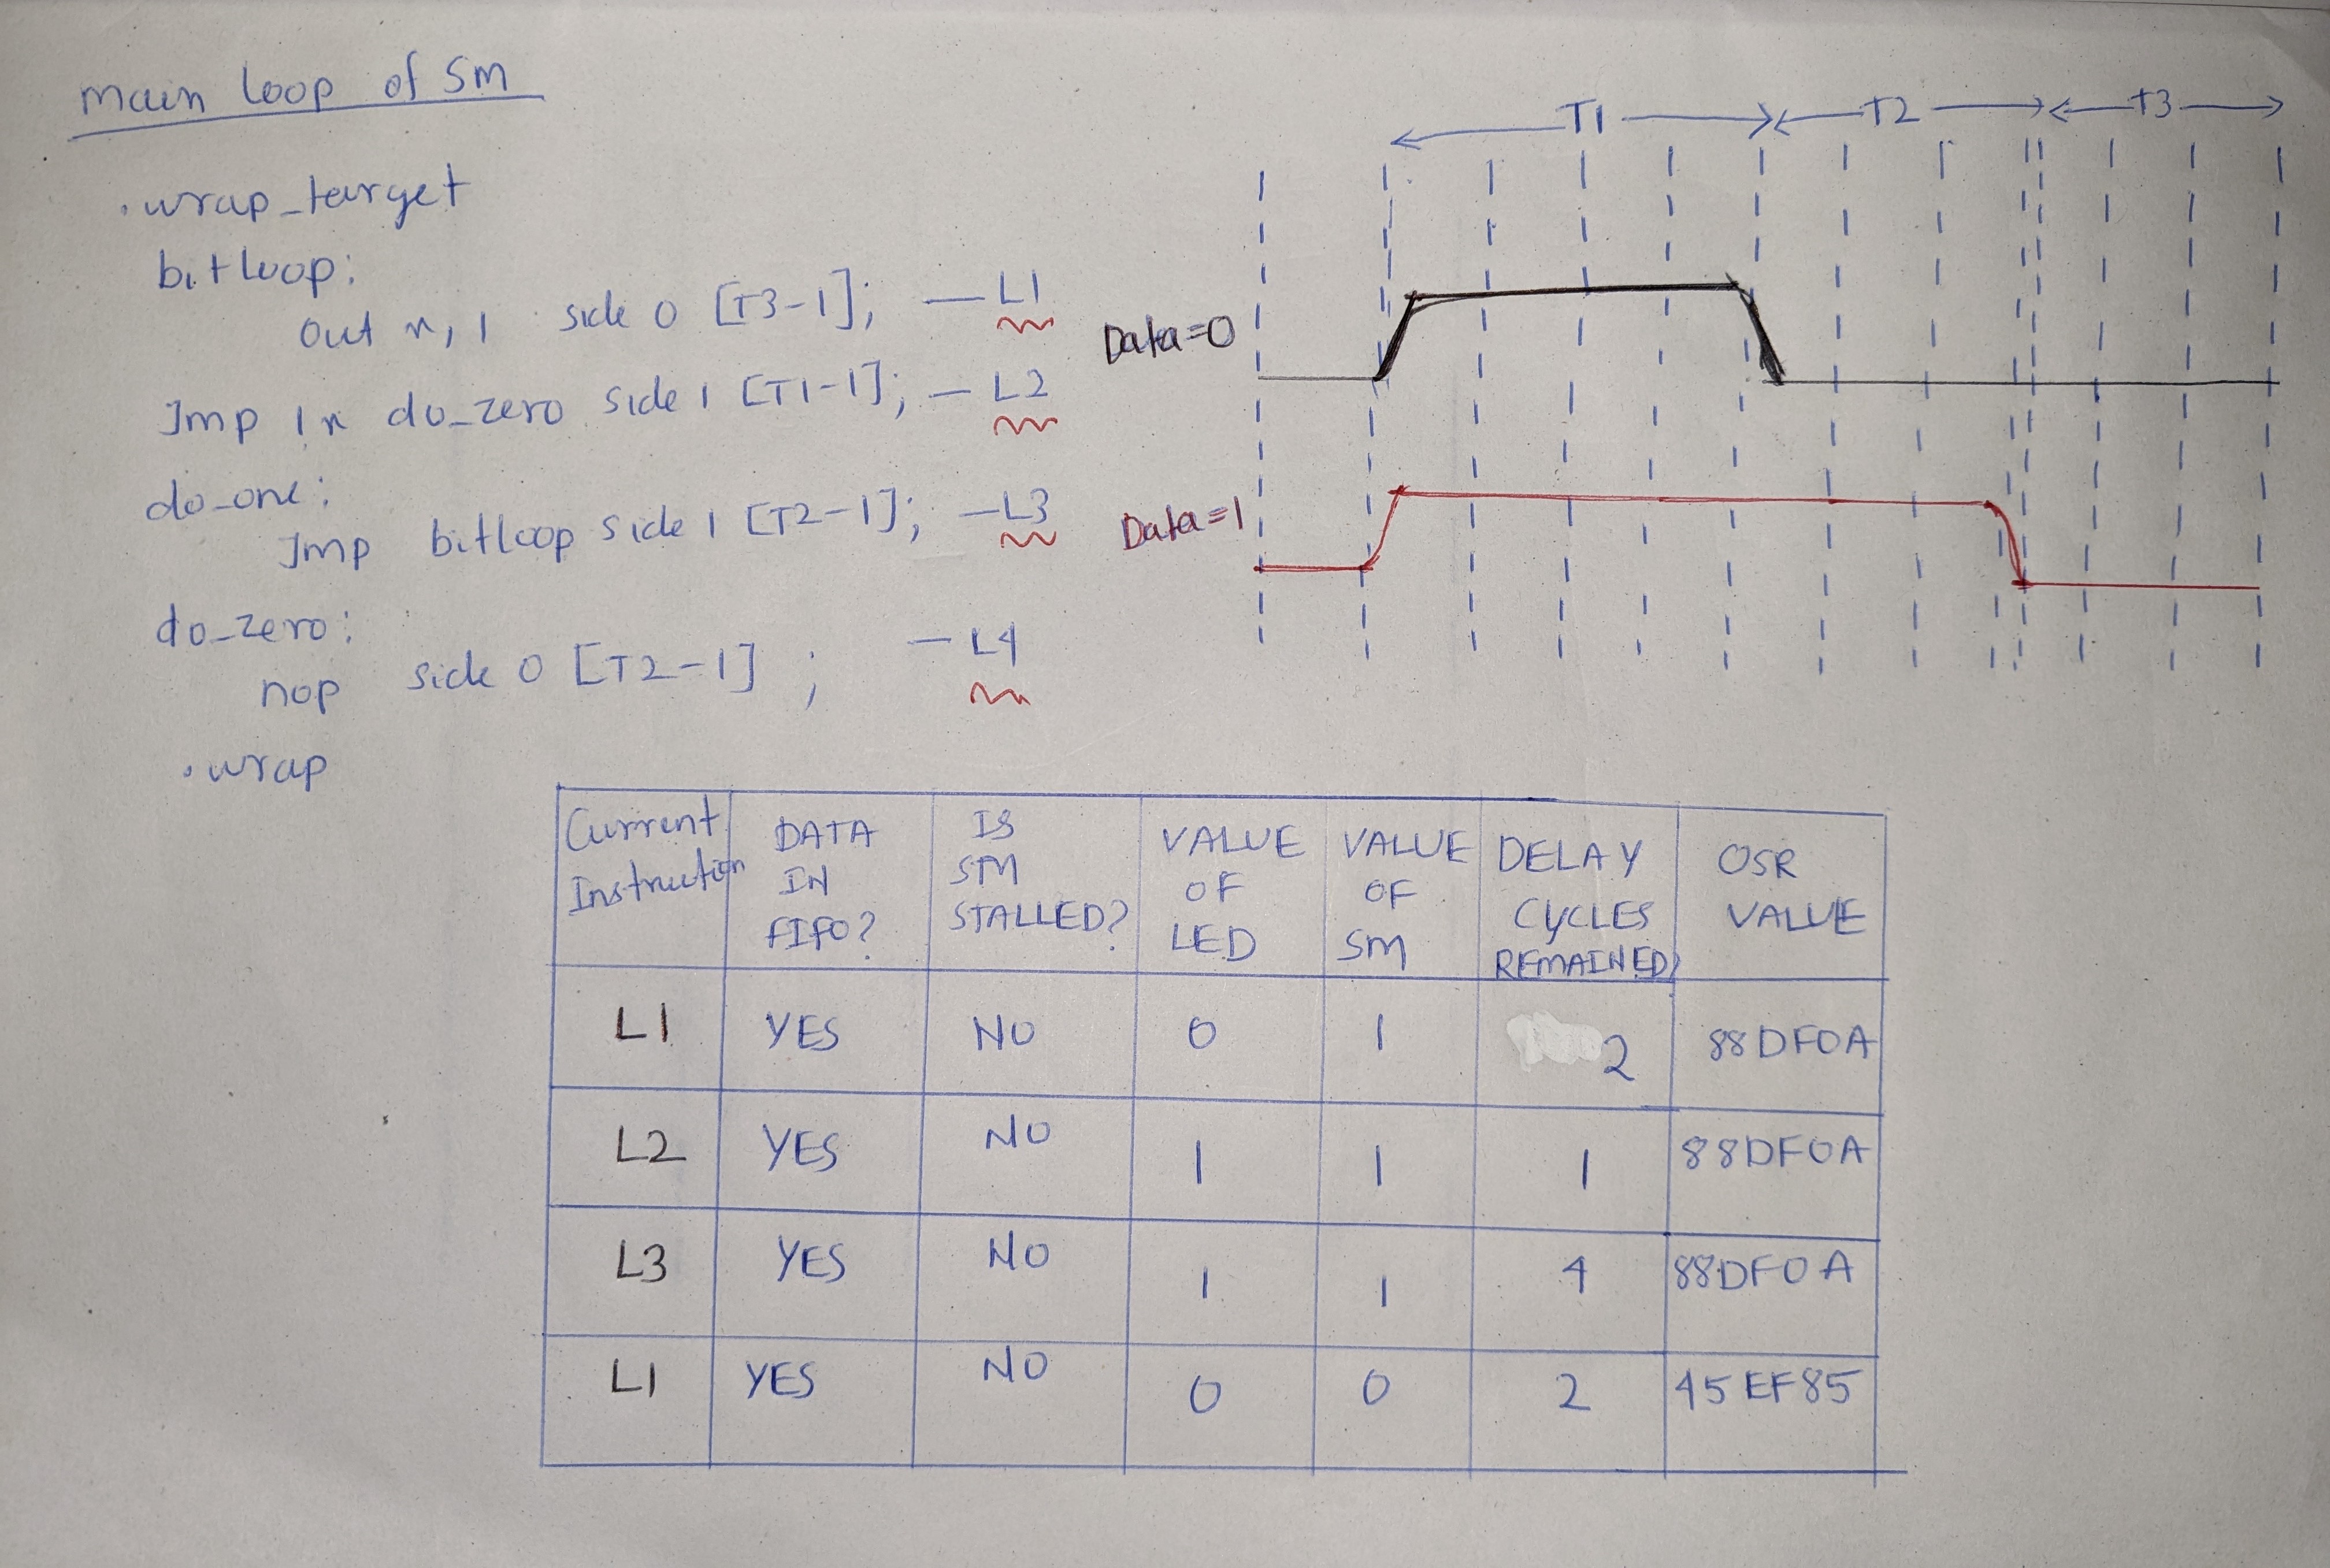 main loop of SM
.wrap_target
bitloop:
out x, 1 side 0 [T3-1]; - L1
Jmp !x do_zero side 1 [T1-1]; - L2
do_one:
Jmp bitloop side 1 [T2-1]; - L3
do_zero:
nop side 0 [T2-1] ; - L4
.wrap
T1 T2 T3
Data=0
Data=1
Current Instruction
DATA IN FIFO?
IS SM STALLED?
VALUE OF LED
VALUE OF SM
DELAY CYCLES REMAINED
OSR VALUE
L1 YES NO 0 1 2 88DF0A
L2 YES NO 1 1 1 88DF0A
L3 YES NO 1 1 4 88DF0A
L1 YES NO 0 0 2 45EF85